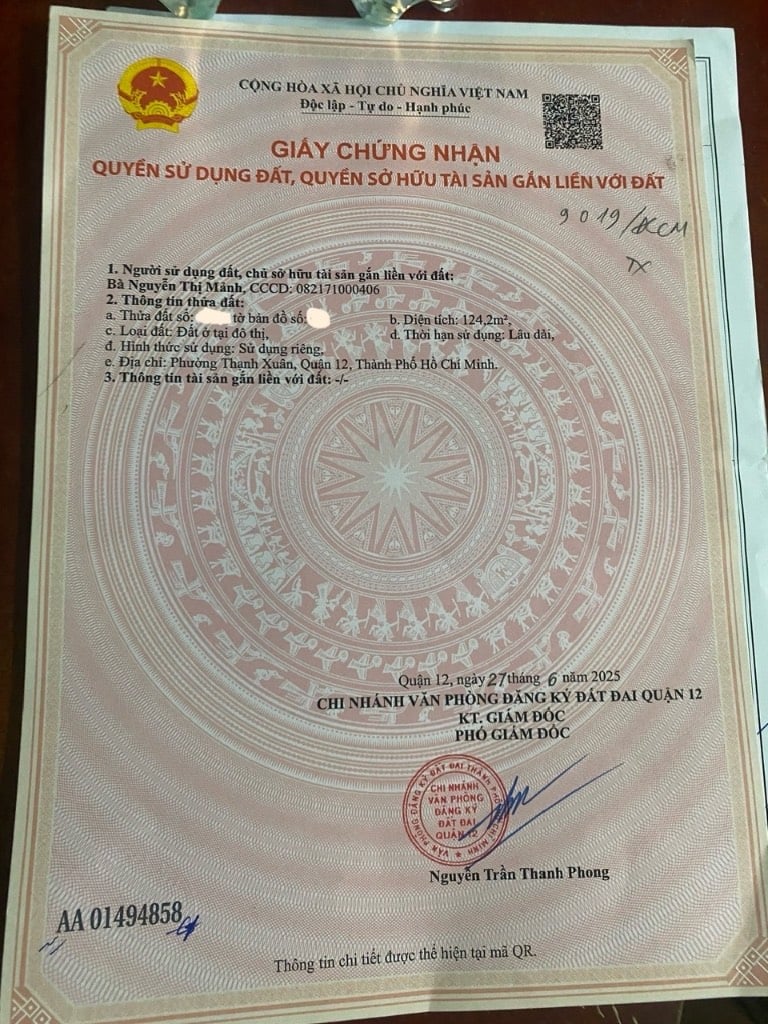 CỘNG HÒA XÃ HỘI CHỦ NGHĨA VIỆT NAM
Độc lập - Tự do - Hạnh phúc
GIẤY CHỨNG NHẬN
QUYỀN SỬ DỤNG ĐẤT, QUYỀN SỞ HỮU TÀI SẢN GẮN LIỀN VỚI ĐẤT
9019/ĐCCM
TX
1. Người sử dụng đất, chủ sở hữu tài sản gắn liền với đất:
Bà Nguyễn Thị Mảnh, CCCD: 082171000406
2. Thông tin thửa đất:
a. Thửa đất số: tờ bản đồ số: b. Diện tích: 124,2m²,
c. Loại đất: Đất ở tại đô thị, d. Thời hạn sử dụng: Lâu dài,
đ. Hình thức sử dụng: Sử dụng riêng,
e. Địa chỉ: Phường Thạnh Xuân, Quận 12, Thành Phố Hồ Chí Minh.
3. Thông tin tài sản gắn liền với đất: -/-
Quận 12, ngày 27 tháng 6 năm 2025
CHI NHÁNH VĂN PHÒNG ĐĂNG KÝ ĐẤT ĐAI QUẬN 12
KT. GIÁM ĐỐC
PHÓ GIÁM ĐỐC
CHI NHÁNH
VĂN PHÒNG
ĐĂNG KÝ
ĐẤT ĐAI
QUẬN 12
Nguyễn Trần Thanh Phong
AA 01494858
Thông tin chi tiết được thể hiện tại mã QR.